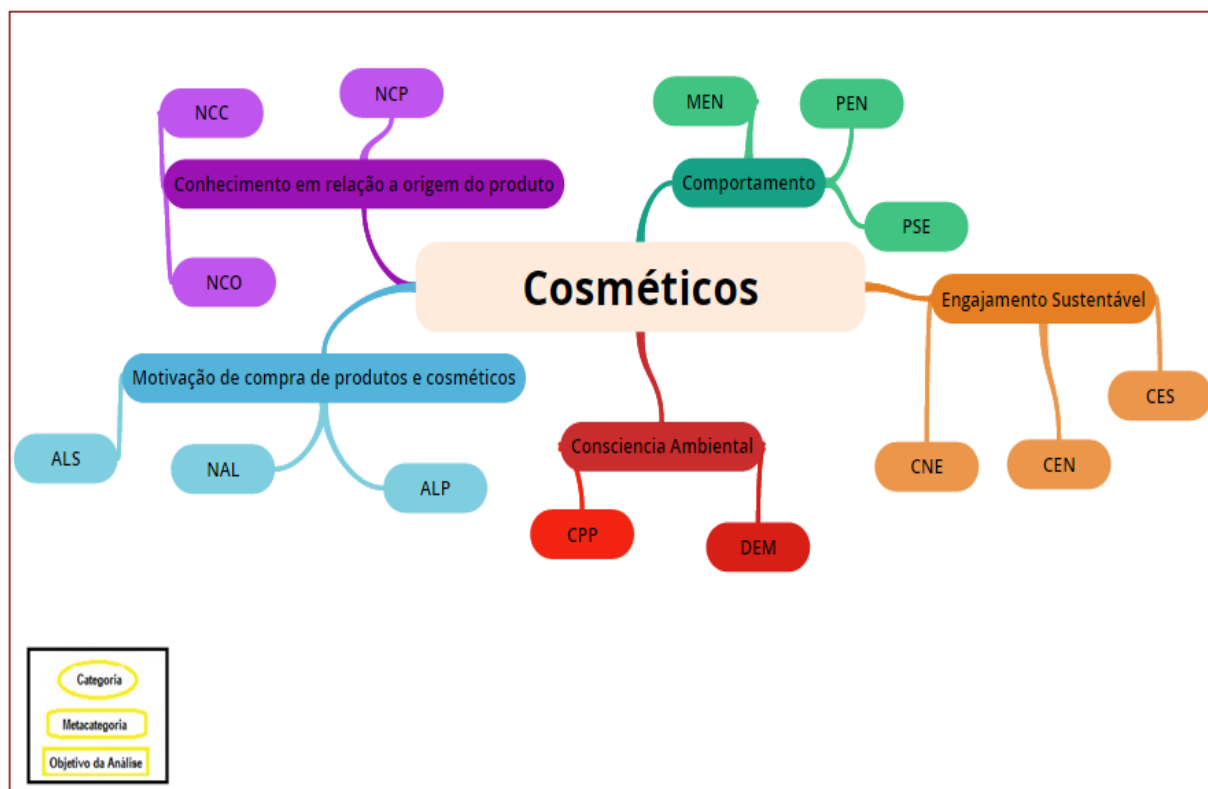 NCC
NCP
Conhecimento em relação a origem do produto
NCO
MEN
PEN
Comportamento
PSE
Cosméticos
Engajamento Sustentável
CES
CNE
CEN
Motivação de compra de produtos e cosméticos
ALS
NAL
ALP
Consciencia Ambiental
CPP
DEM
Categoria
Metacategoria
Objetivo da Análise